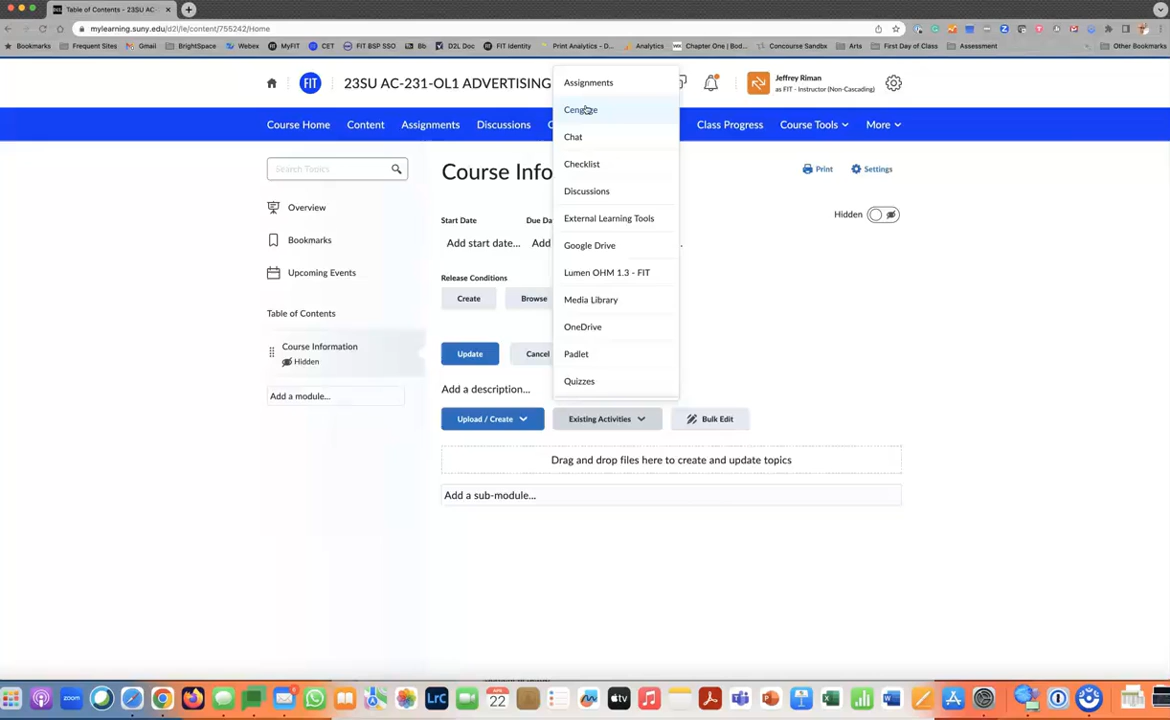 Table of Contents - 23SU AC-
mylearning.suny.edu/d2l/le/content/755242/Home
Bookmarks Frequent Sites Gmail BrightSpace Webex MyFIT CET FIT BSP SSO Bb D2L Doc FIT Identity Print Analytics - D... Analytics Chapter One | Bod... Concourse Sandbx Arts First Day of Class Assessment Other Bookmarks
FIT 23SU AC-231-OL1 ADVERTISING
Jeffrey Riman
as FIT - Instructor (Non-Cascading)
Course Home Content Assignments Discussions Class Progress Course Tools More
Assignments
Cengage
Chat
Checklist
Discussions
External Learning Tools
Google Drive
Lumen OHM 1.3 - FIT
Media Library
OneDrive
Padlet
Quizzes
Search Topics
Overview
Bookmarks
Upcoming Events
Table of Contents
Course Information
Hidden
Add a module...
Course Info
Print Settings
Hidden
Start Date Due Da
Add start date... Add
Release Conditions
Create Browse
Update Cancel
Add a description...
Upload / Create Existing Activities Bulk Edit
Drag and drop files here to create and update topics
Add a sub-module...
zoom LRC APR 22 tv